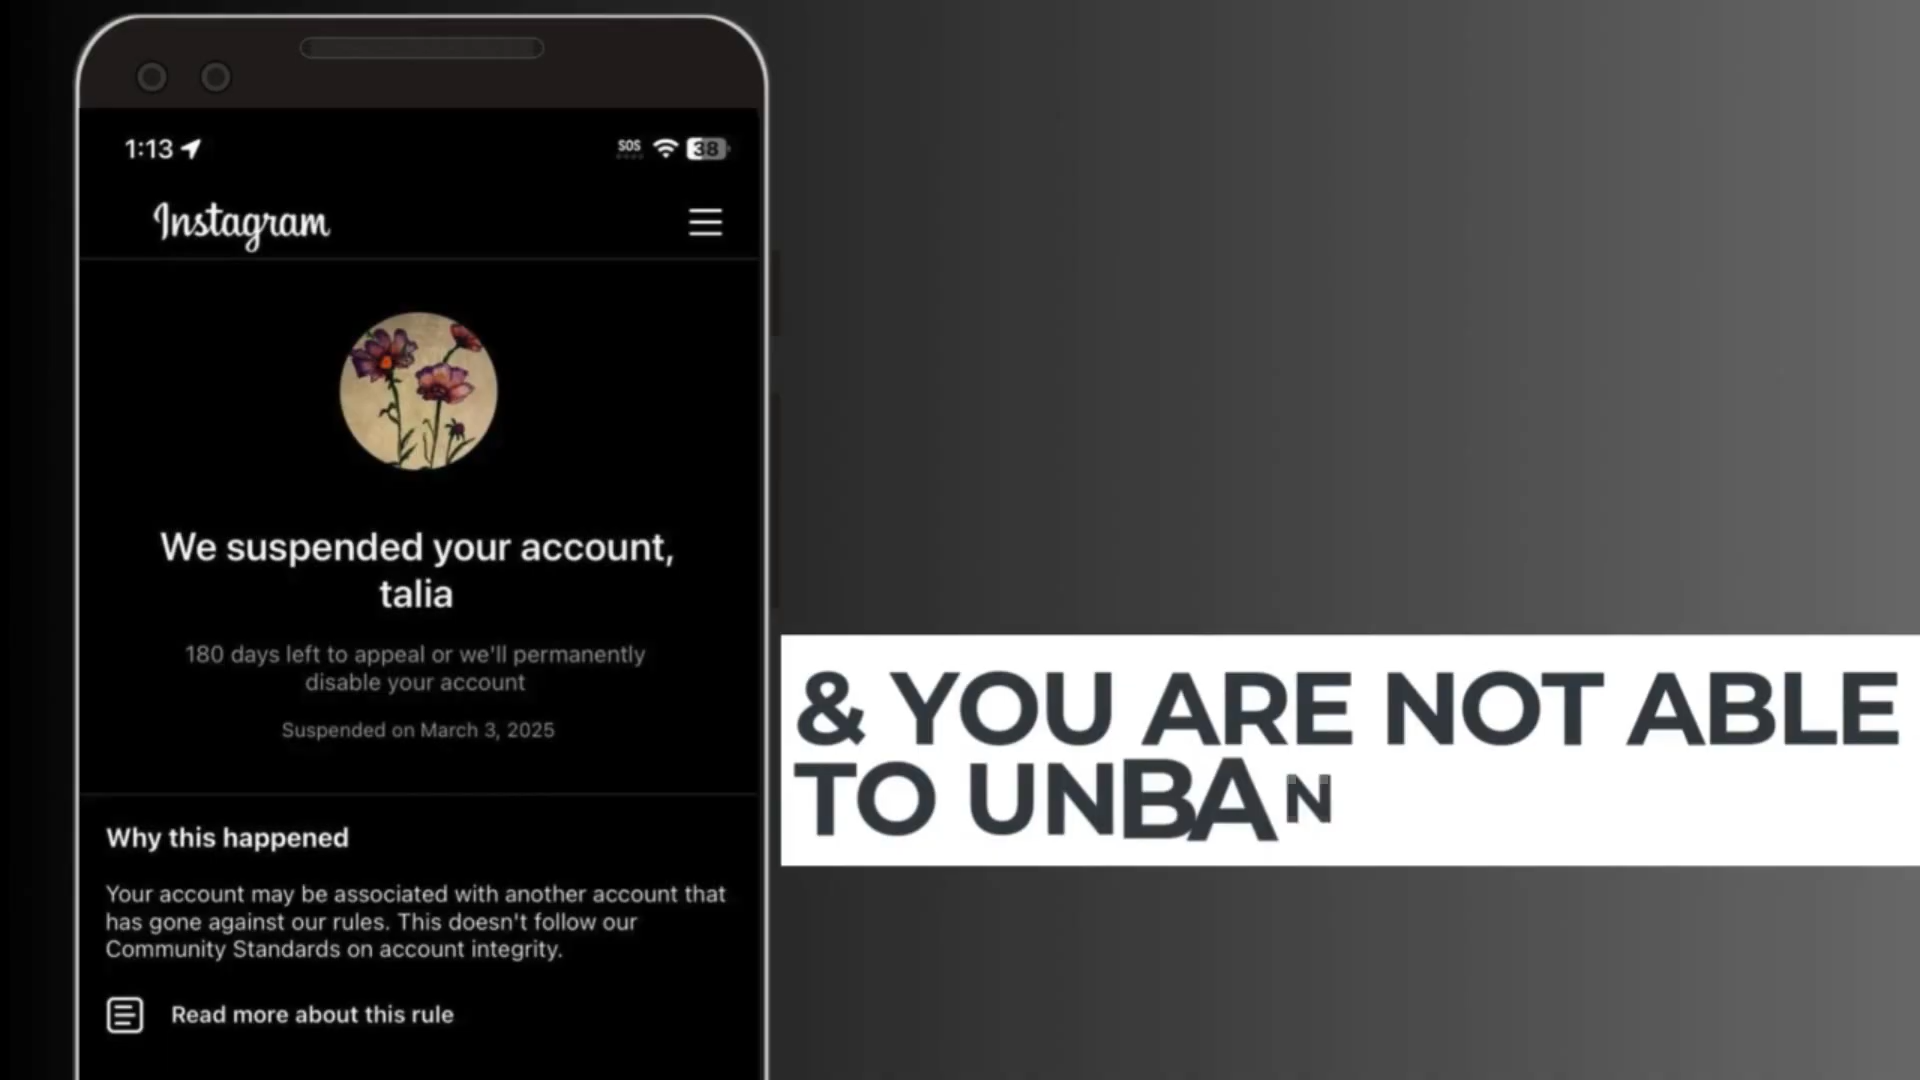 1:13
SOS
38
Instagram
We suspended your account,
talia
180 days left to appeal or we'll permanently
disable your account
Suspended on March 3, 2025
Why this happened
Your account may be associated with another account that
has gone against our rules. This doesn't follow our
Community Standards on account integrity.
Read more about this rule
& YOU ARE NOT ABLE
TO UNBAN